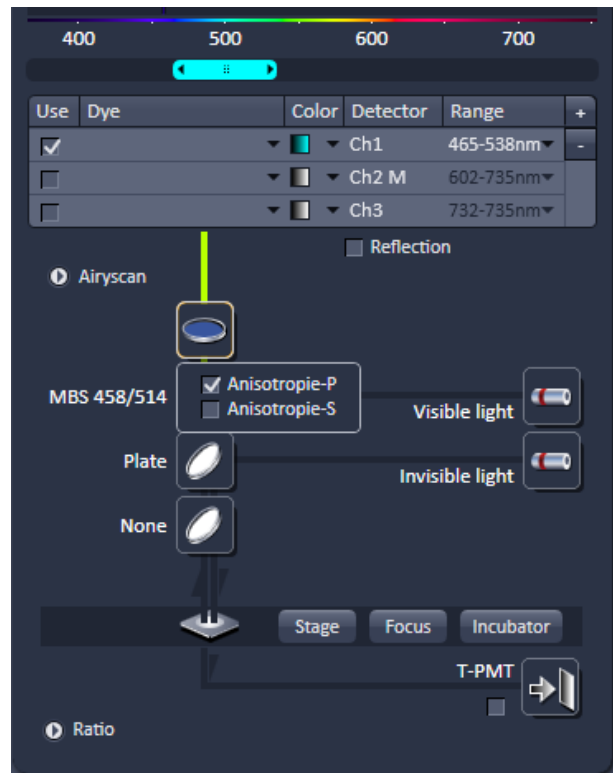 400 500 600 700
Use Dye Color Detector Range +
Ch1 465-538nm -
Ch2 M 602-735nm
Ch3 732-735nm
Reflection
Airyscan
Anisotropie-P
MBS 458/514
Anisotropie-S
Visible light
Plate
Invisible light
None
Stage Focus Incubator
T-PMT
Ratio